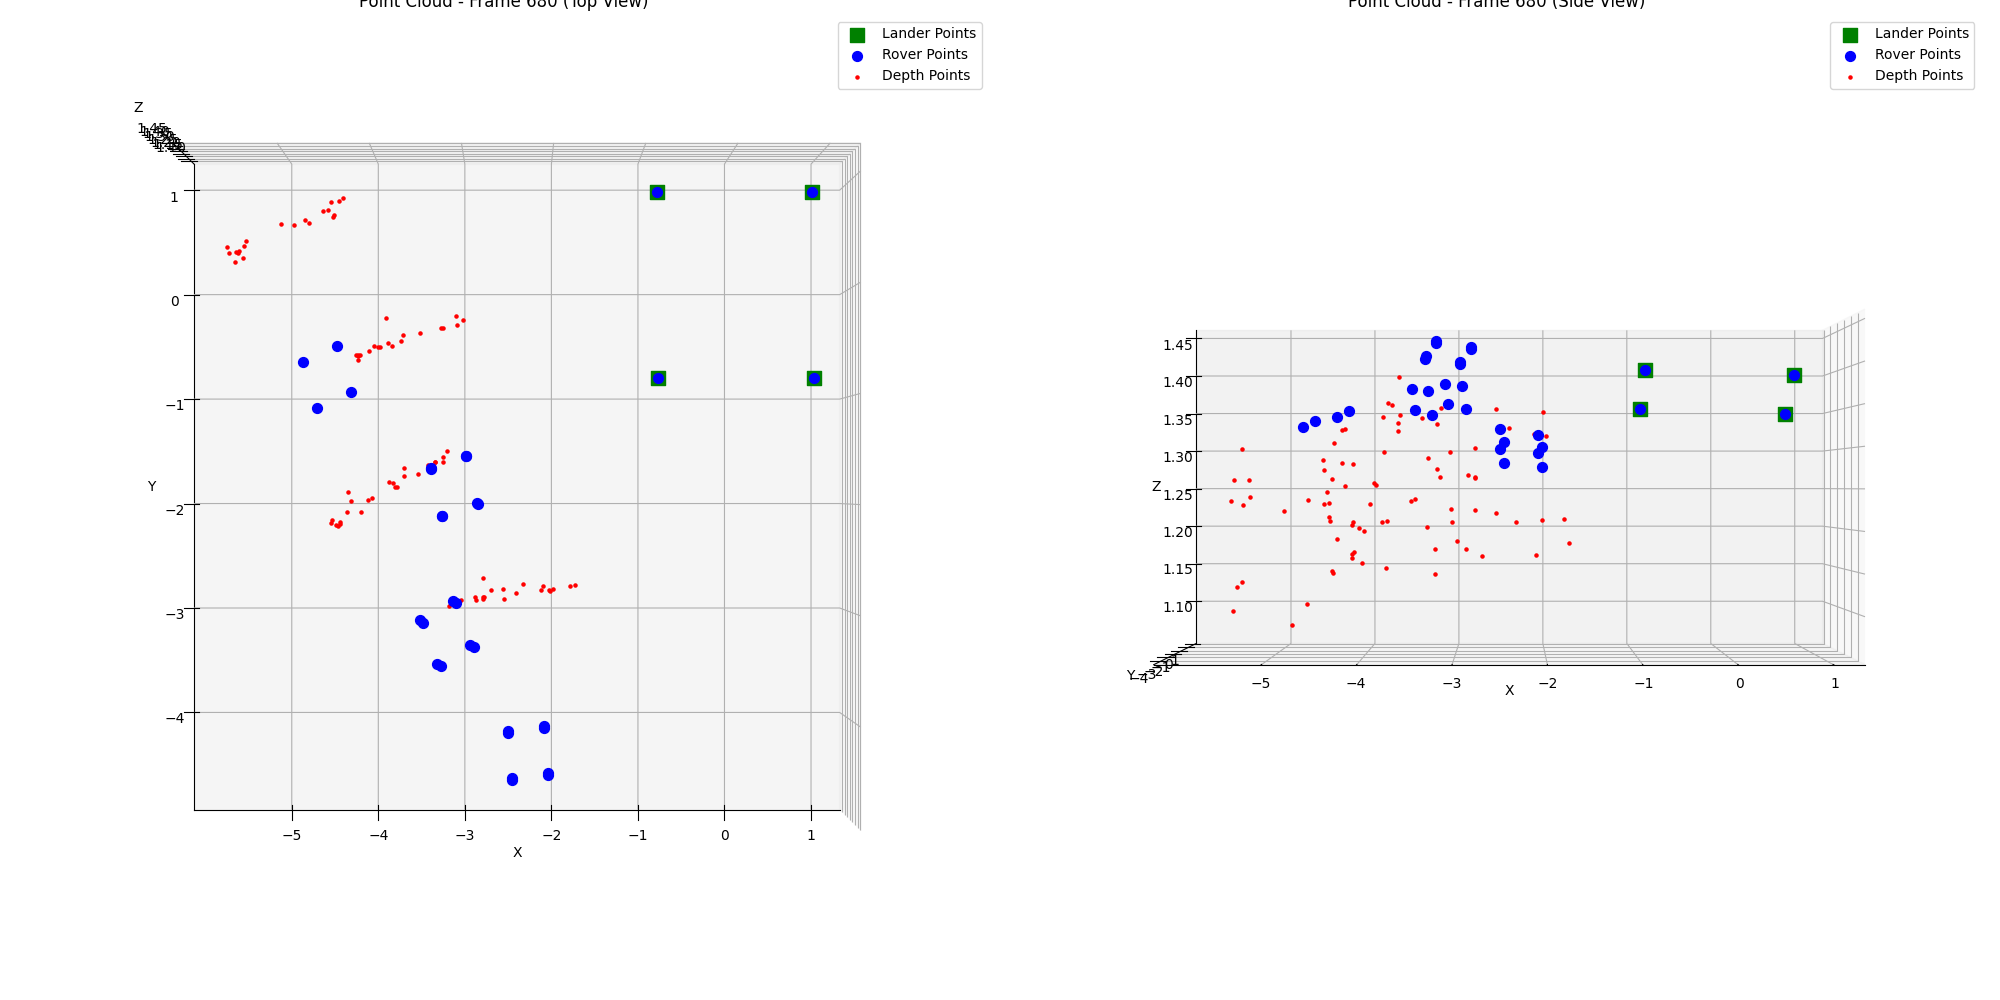 Point Cloud - Frame 680 (Top View)
Lander Points
Rover Points
Depth Points
Z
1.45
1
0
−1
−2
−3
−4
Y
−5
−4
−3
−2
−1
0
1
X
Point Cloud - Frame 680 (Side View)
Lander Points
Rover Points
Depth Points
1.45
1.40
1.35
1.30
1.25
1.20
1.15
1.10
Z
Y
−5
−4
−3
−2
−1
0
1
X